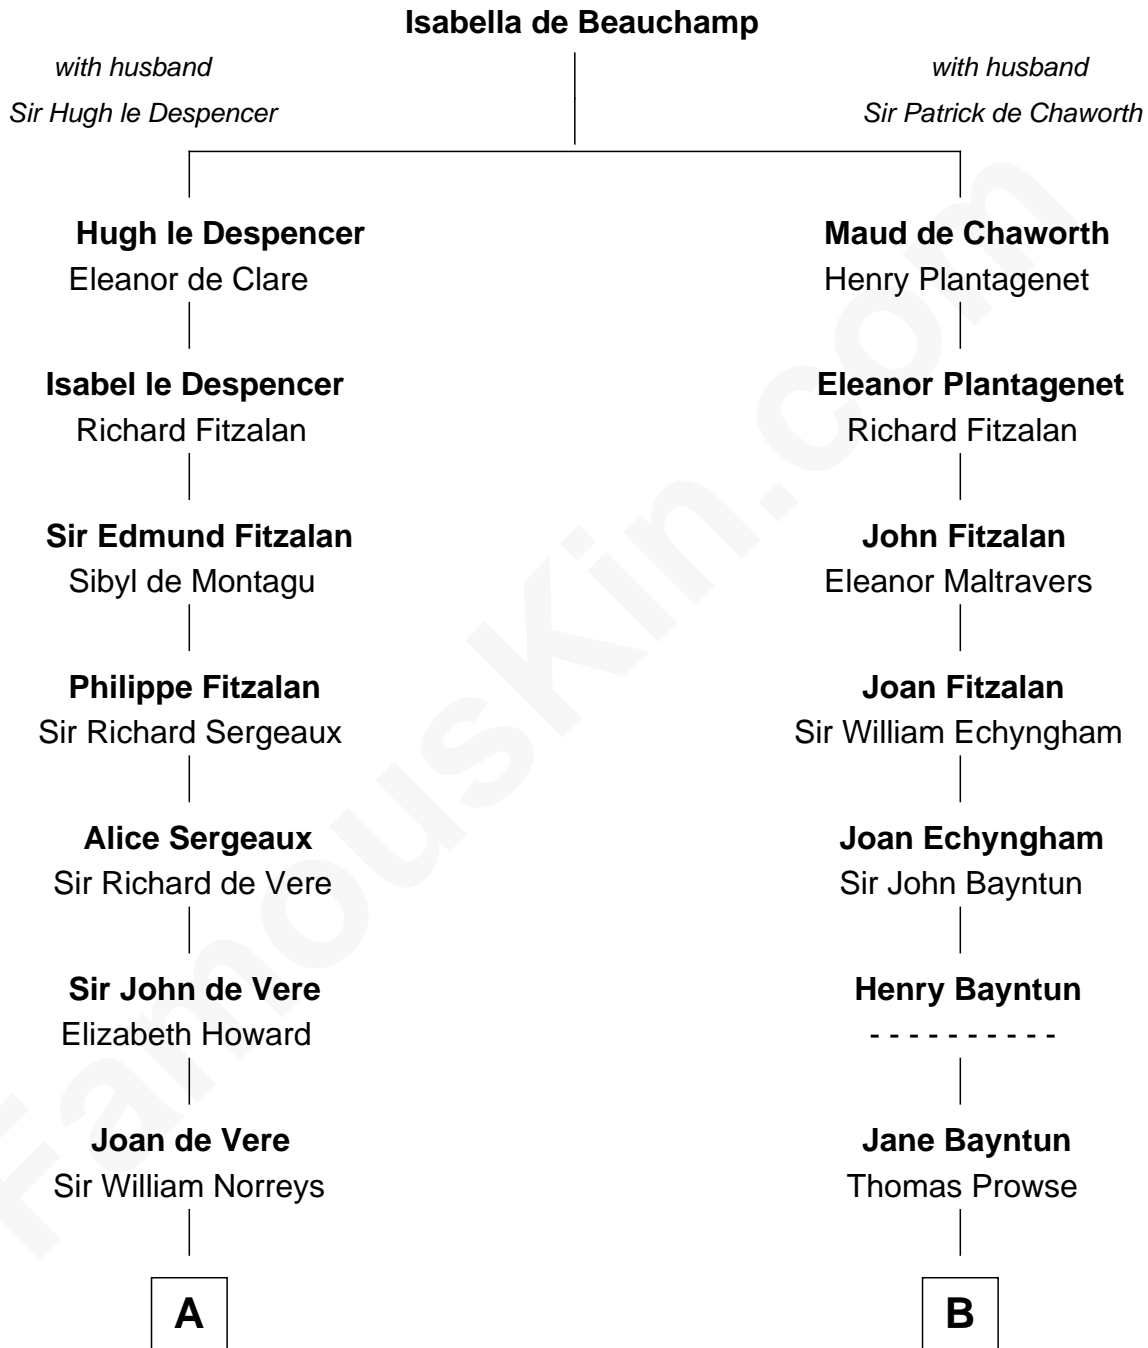 Isabella de Beauchamp
with husband
Sir Hugh le Despencer
with husband
Sir Patrick de Chaworth
Hugh le Despencer
Eleanor de Clare
Maud de Chaworth
Henry Plantagenet
Isabel le Despencer
Richard Fitzalan
Eleanor Plantagenet
Richard Fitzalan
Sir Edmund Fitzalan
Sibyl de Montagu
John Fitzalan
Eleanor Maltravers
Philippe Fitzalan
Sir Richard Sergeaux
Joan Fitzalan
Sir William Echyngham
Alice Sergeaux
Sir Richard de Vere
Joan Echyngham
Sir John Bayntun
Sir John de Vere
Elizabeth Howard
Henry Bayntun
- - - - - - - - - -
Joan de Vere
Sir William Norreys
Jane Bayntun
Thomas Prowse
A
B
FamousKin.com